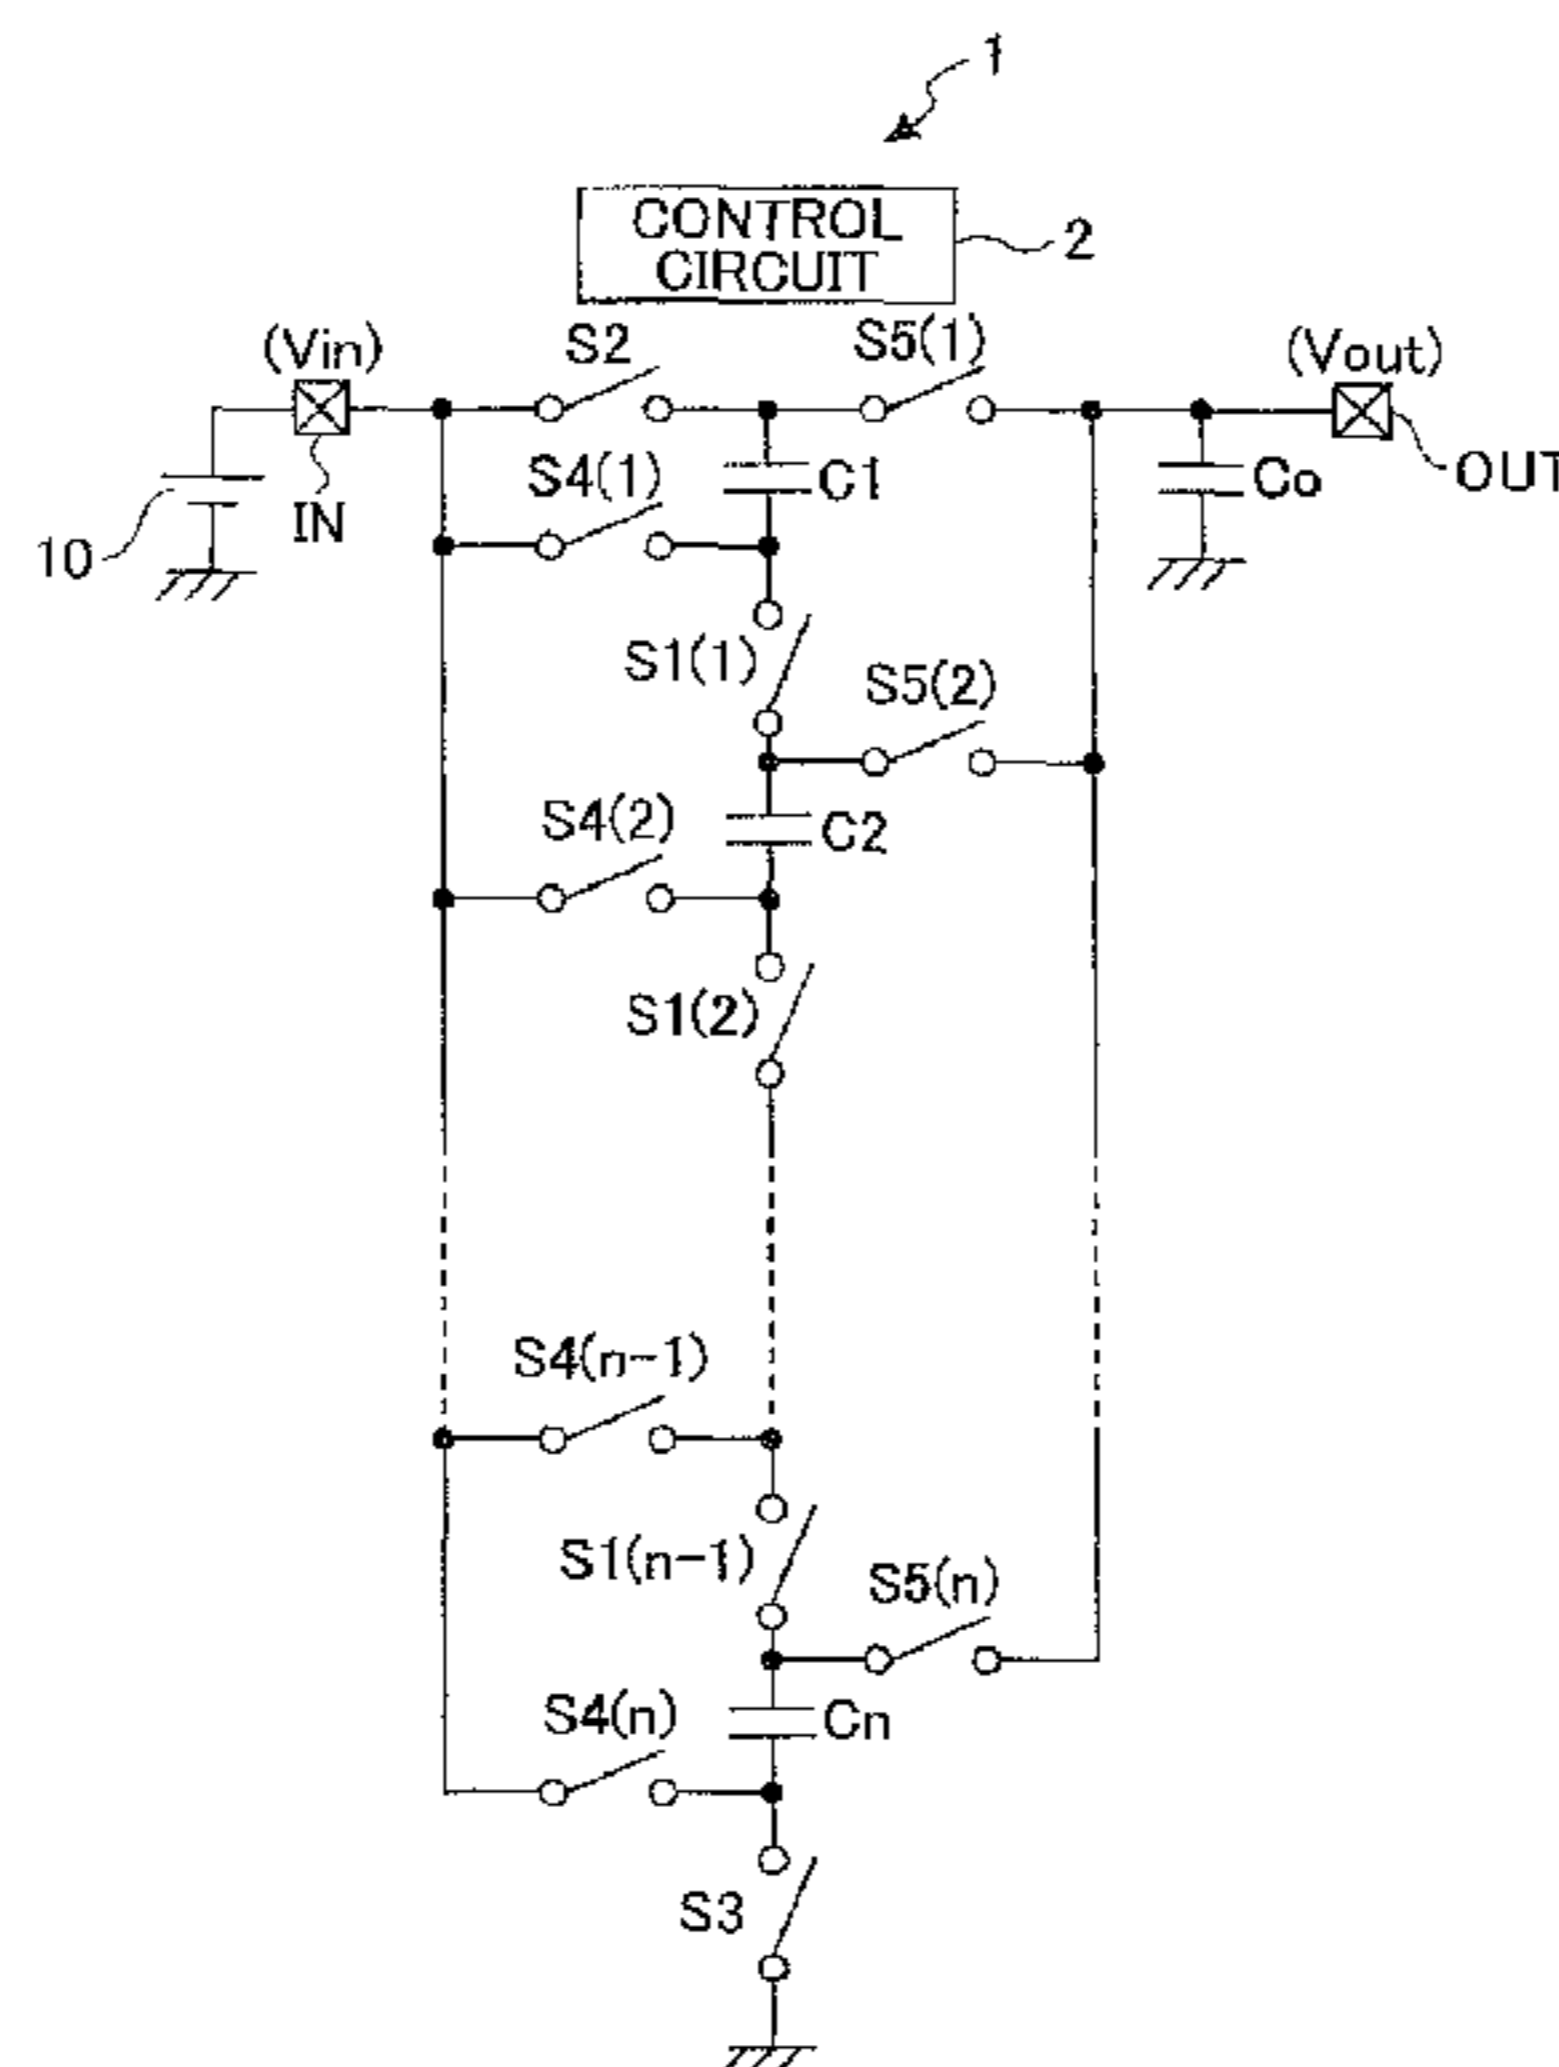 1
CONTROL
CIRCUIT
2
(Vin)
S2
S5(1)
(Vout)
S4(1)
C1
Co
OUT
IN
10
S1(1)
S5(2)
S4(2)
C2
S1(2)
S4(n-1)
S1(n-1)
S5(n)
S4(n)
Cn
S3